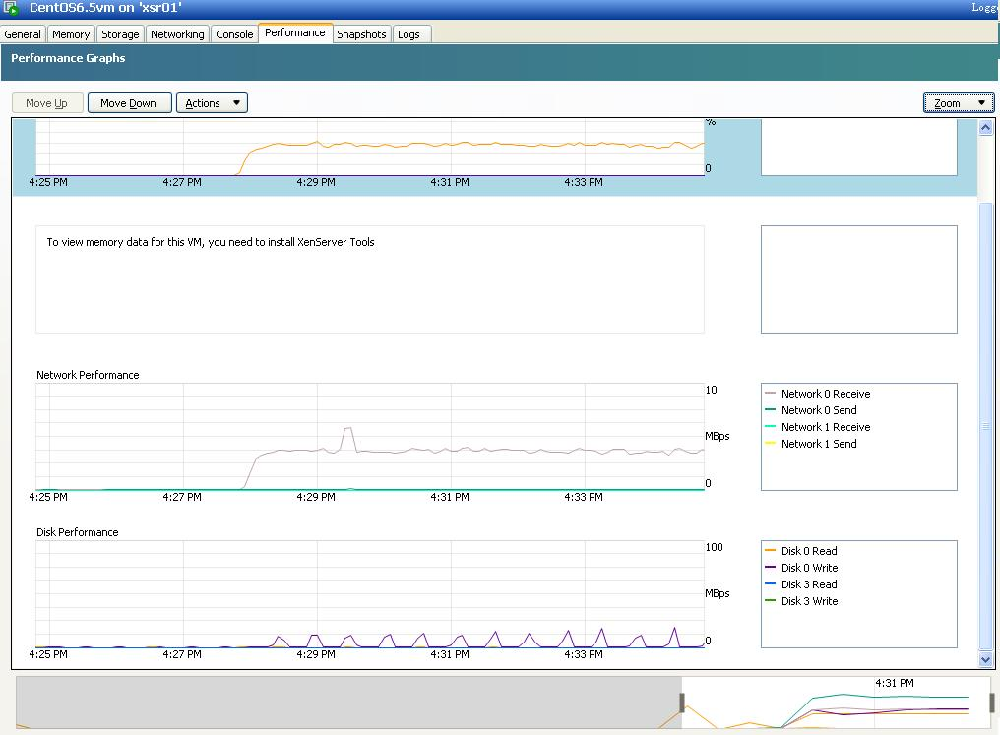 CentOS6.5vm on 'xsr01'
General Memory Storage Networking Console Performance Snapshots Logs
Performance Graphs
Move Up Move Down Actions Zoom
%
0
4:25 PM 4:27 PM 4:29 PM 4:31 PM 4:33 PM
To view memory data for this VM, you need to install XenServer Tools
Network Performance
10
Network 0 Receive
Network 0 Send
Network 1 Receive
MBps
Network 1 Send
0
4:25 PM 4:27 PM 4:29 PM 4:31 PM 4:33 PM
Disk Performance
100
Disk 0 Read
Disk 0 Write
Disk 3 Read
MBps
Disk 3 Write
0
4:25 PM 4:27 PM 4:29 PM 4:31 PM 4:33 PM
4:31 PM